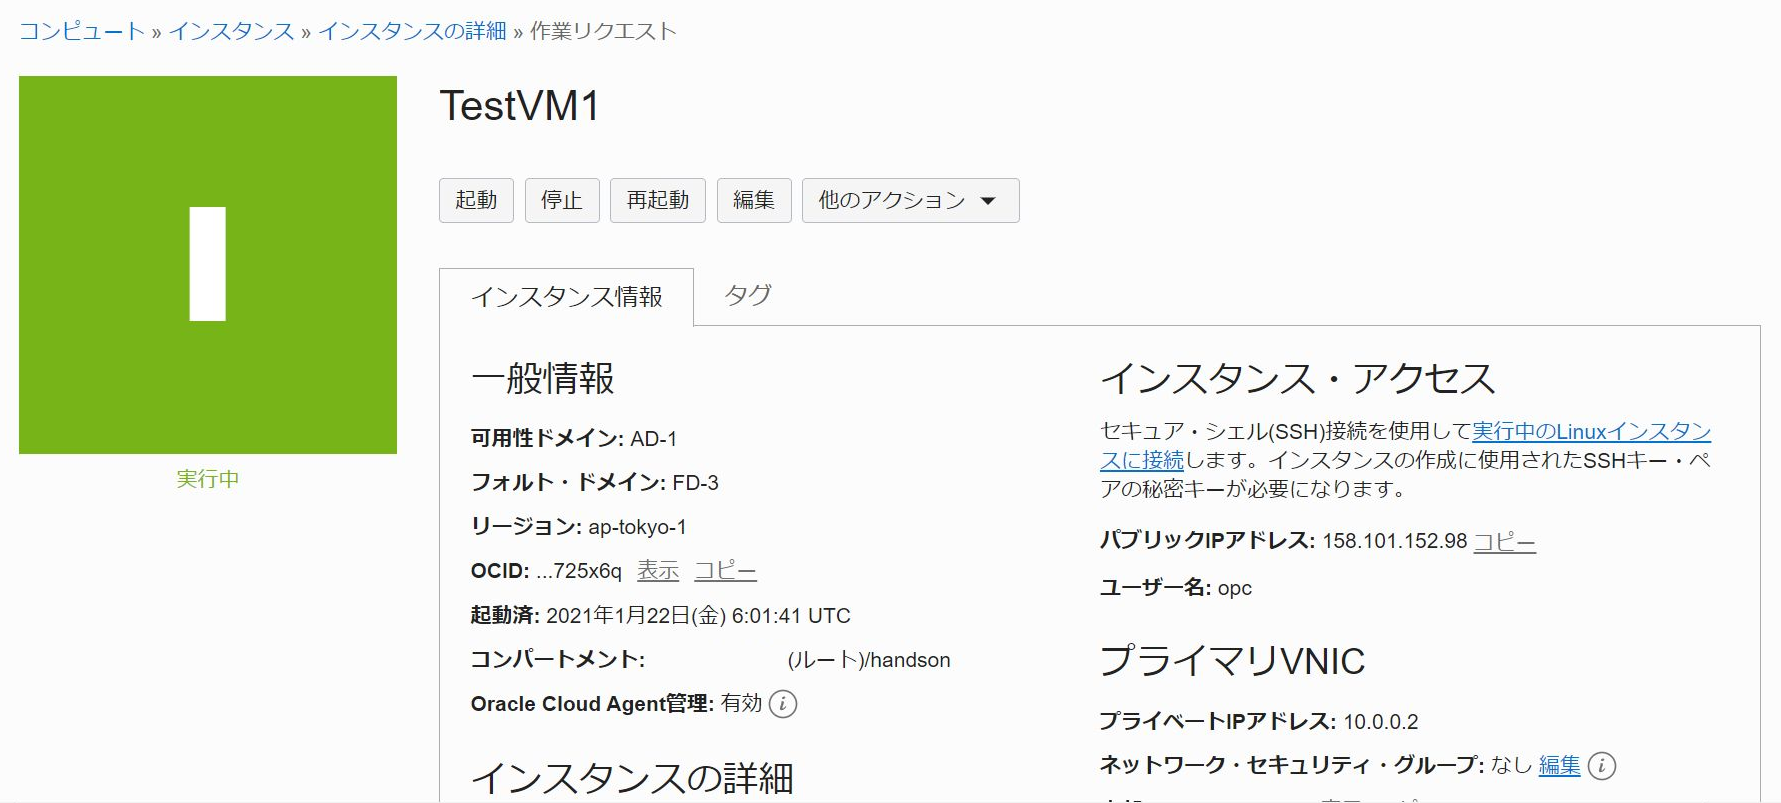 コンピュート » インスタンス » インスタンスの詳細 » 作業リクエスト
実行中
TestVM1
起動 停止 再起動 編集 他のアクション
インスタンス情報 タグ
一般情報
可用性ドメイン: AD-1
フォルト・ドメイン: FD-3
リージョン: ap-tokyo-1
OCID: ...725x6q 表示 コピー
起動済: 2021年1月22日(金) 6:01:41 UTC
コンパートメント: (ルート)/handson
Oracle Cloud Agent管理: 有効
インスタンスの詳細
インスタンス・アクセス
セキュア・シェル(SSH)接続を使用して実行中のLinuxインスタン
スに接続します。インスタンスの作成に使用されたSSHキー・ペ
アの秘密キーが必要になります。
パブリックIPアドレス: 158.101.152.98 コピー
ユーザー名: opc
プライマリVNIC
プライベートIPアドレス: 10.0.0.2
ネットワーク・セキュリティ・グループ: なし 編集